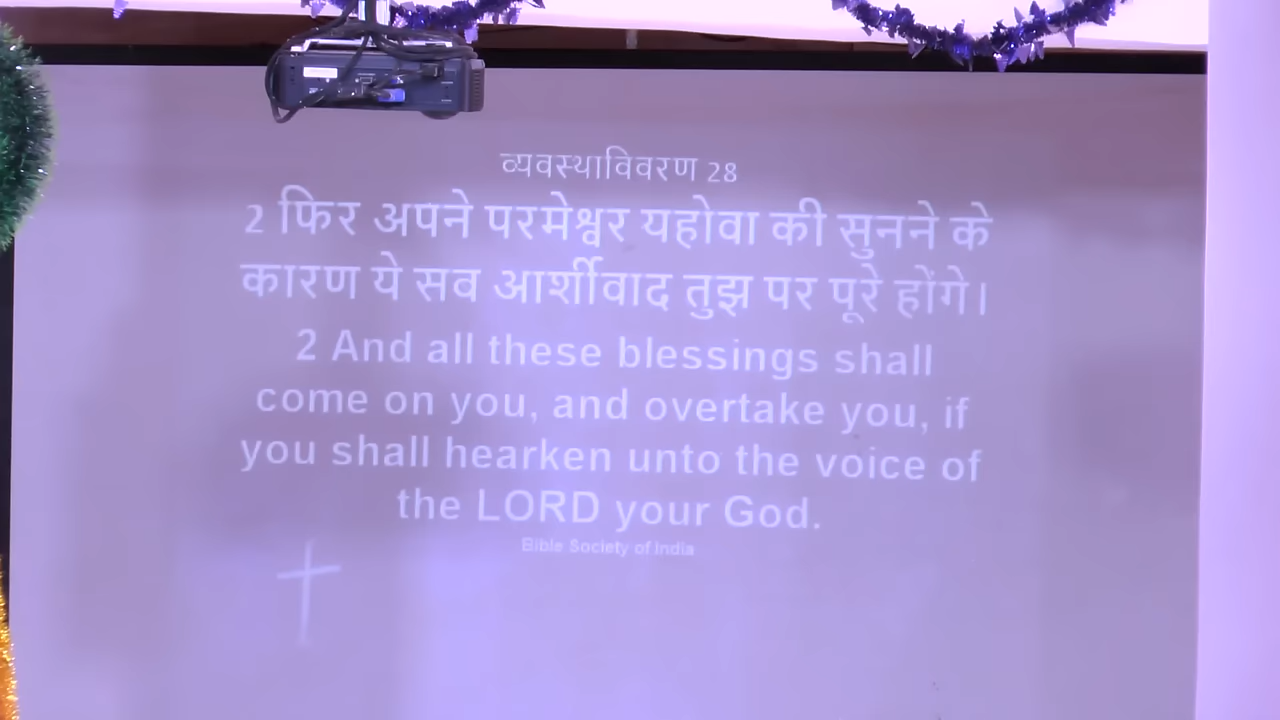 व्यवस्थाविवरण 28
2 फिर अपने परमेश्वर यहोवा की सुनने के
कारण ये सव आर्शीवाद तुझ पर पूरे होंगे।
2 And all these blessings shall
come on you, and overtake you, if
you shall hearken unto the voice of
the LORD your God.
Bible Society of India